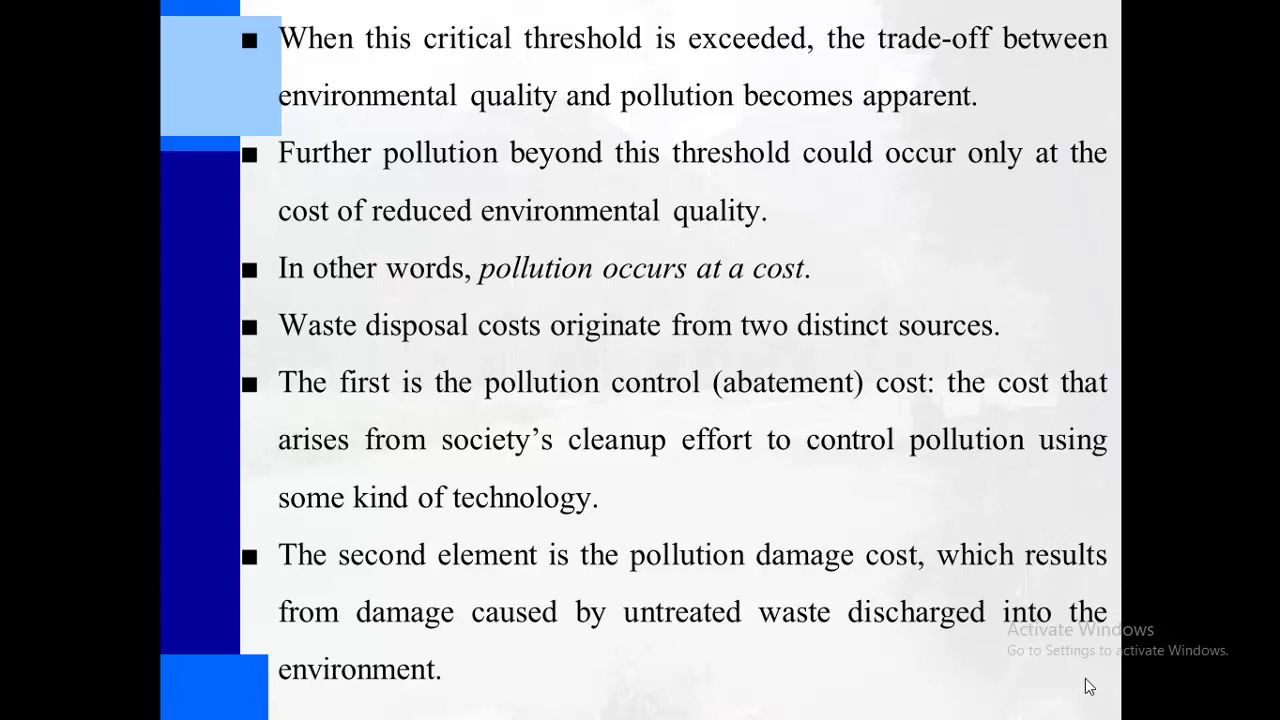 ■ When this critical threshold is exceeded, the trade-off between
environmental quality and pollution becomes apparent.
■ Further pollution beyond this threshold could occur only at the
cost of reduced environmental quality.
■ In other words, pollution occurs at a cost.
■ Waste disposal costs originate from two distinct sources.
■ The first is the pollution control (abatement) cost: the cost that
arises from society’s cleanup effort to control pollution using
some kind of technology.
■ The second element is the pollution damage cost, which results
from damage caused by untreated waste discharged into the
environment.
Activate Windows
Go to Settings to activate Windows.